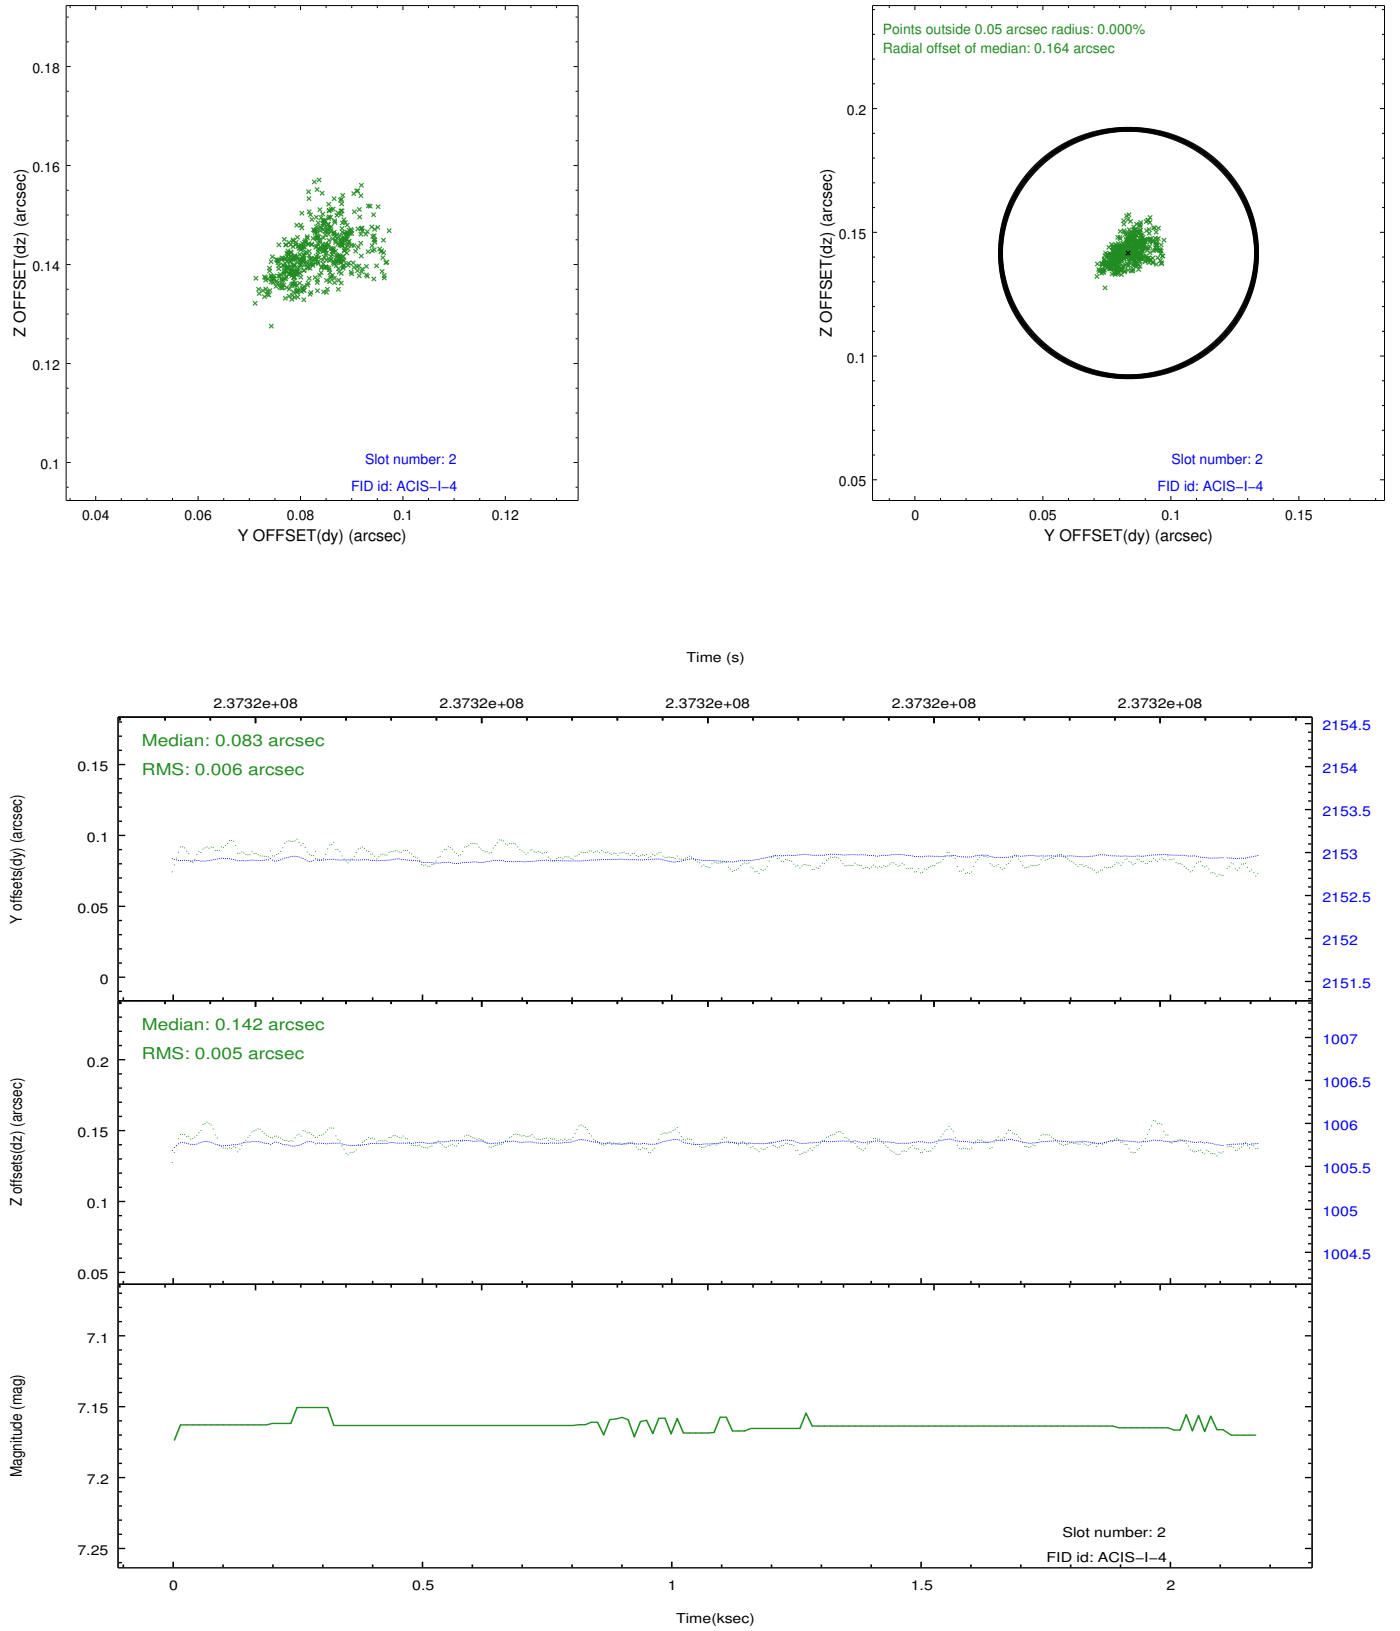 0.18
0.16
0.14
0.12
0.1
Z OFFSET(dz) (arcsec)
Slot number: 2
FID id: ACIS-I-4
0.04 0.06 0.08 0.1 0.12
Y OFFSET(dy) (arcsec)
Points outside 0.05 arcsec radius: 0.000%
Radial offset of median: 0.164 arcsec
0.2
0.15
0.1
0.05
Z OFFSET(dz) (arcsec)
Slot number: 2
FID id: ACIS-I-4
0 0.05 0.1 0.15
Y OFFSET(dy) (arcsec)
Time (s)
2.3732e+08 2.3732e+08 2.3732e+08 2.3732e+08 2.3732e+08
Median: 0.083 arcsec
RMS: 0.006 arcsec
0.15
0.1
0.05
0
Y offsets(dy) (arcsec)
2154.5
2154
2153.5
2153
2152.5
2152
2151.5
Median: 0.142 arcsec
RMS: 0.005 arcsec
0.2
0.15
0.1
0.05
Z offsets(dz) (arcsec)
1007
1006.5
1006
1005.5
1005
1004.5
7.1
7.15
7.2
7.25
Magnitude (mag)
Slot number: 2
FID id: ACIS-I-4
0 0.5 1 1.5 2
Time(ksec)